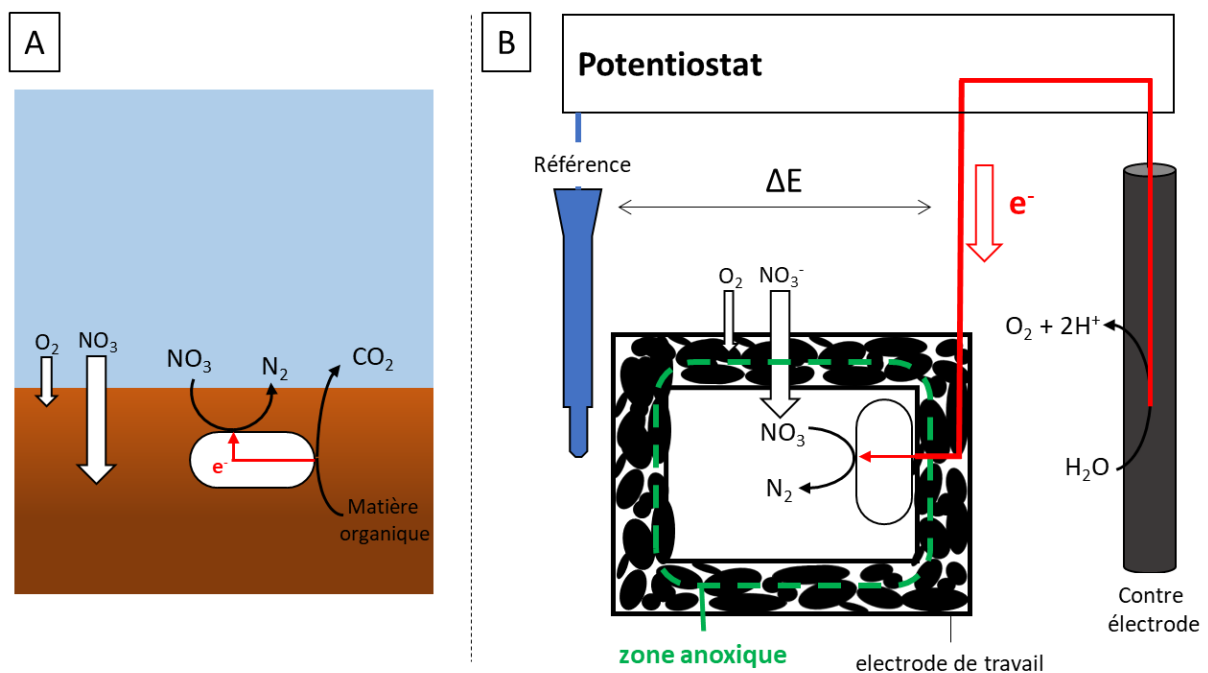 A
O₂
NO₃
NO₃
N₂
CO₂
e⁻
Matière
organique
B
Potentiostat
Référence
ΔE
e⁻
O₂
NO₃⁻
NO₃
N₂
O₂ + 2H⁺
H₂O
Contre
électrode
zone anoxique
electrode de travail